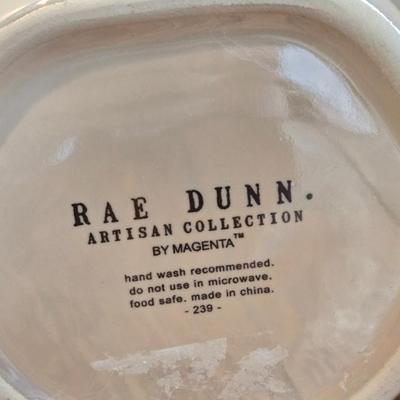 RAE DUNN.
ARTISAN COLLECTION
BY MAGENTA™
hand wash recommended.
do not use in microwave.
food safe. made in china.
- 239 -